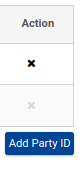 Action
✖
✖
Add Party ID